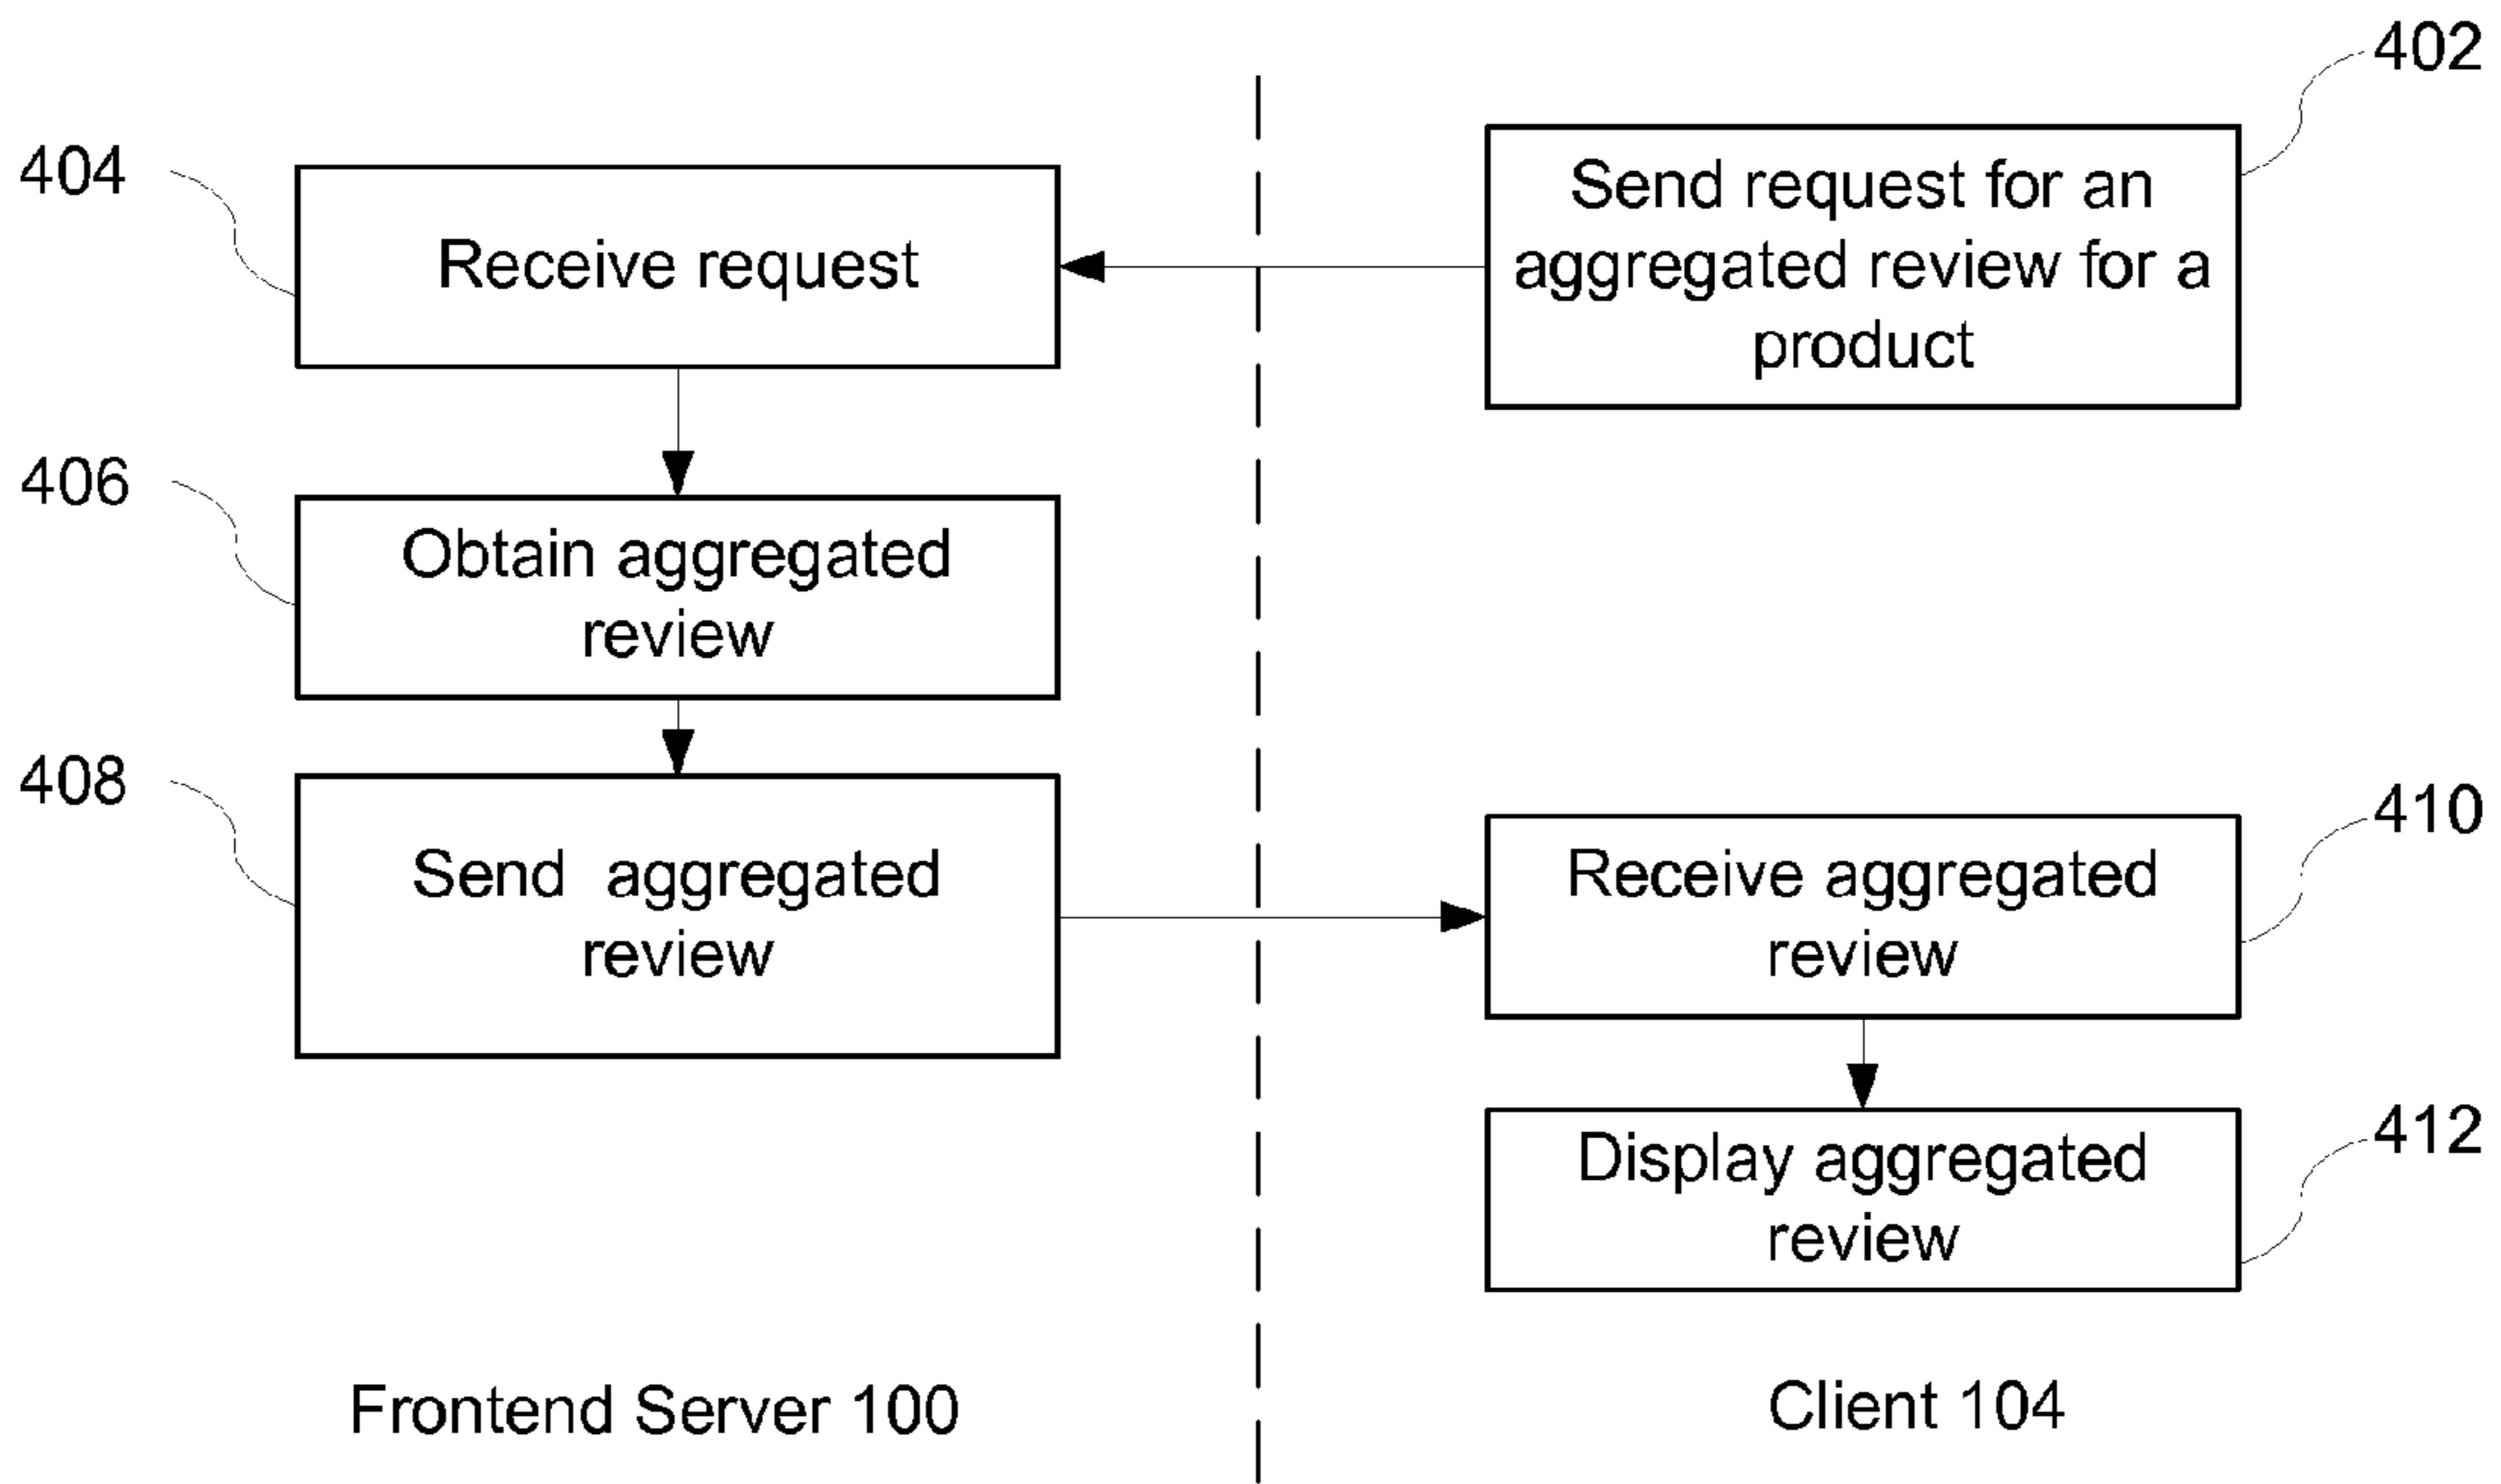 402
Send request for an
aggregated review for a
product
404
Receive request
406
Obtain aggregated
review
408
Send aggregated
review
410
Receive aggregated
review
412
Display aggregated
review
Frontend Server 100
Client 104